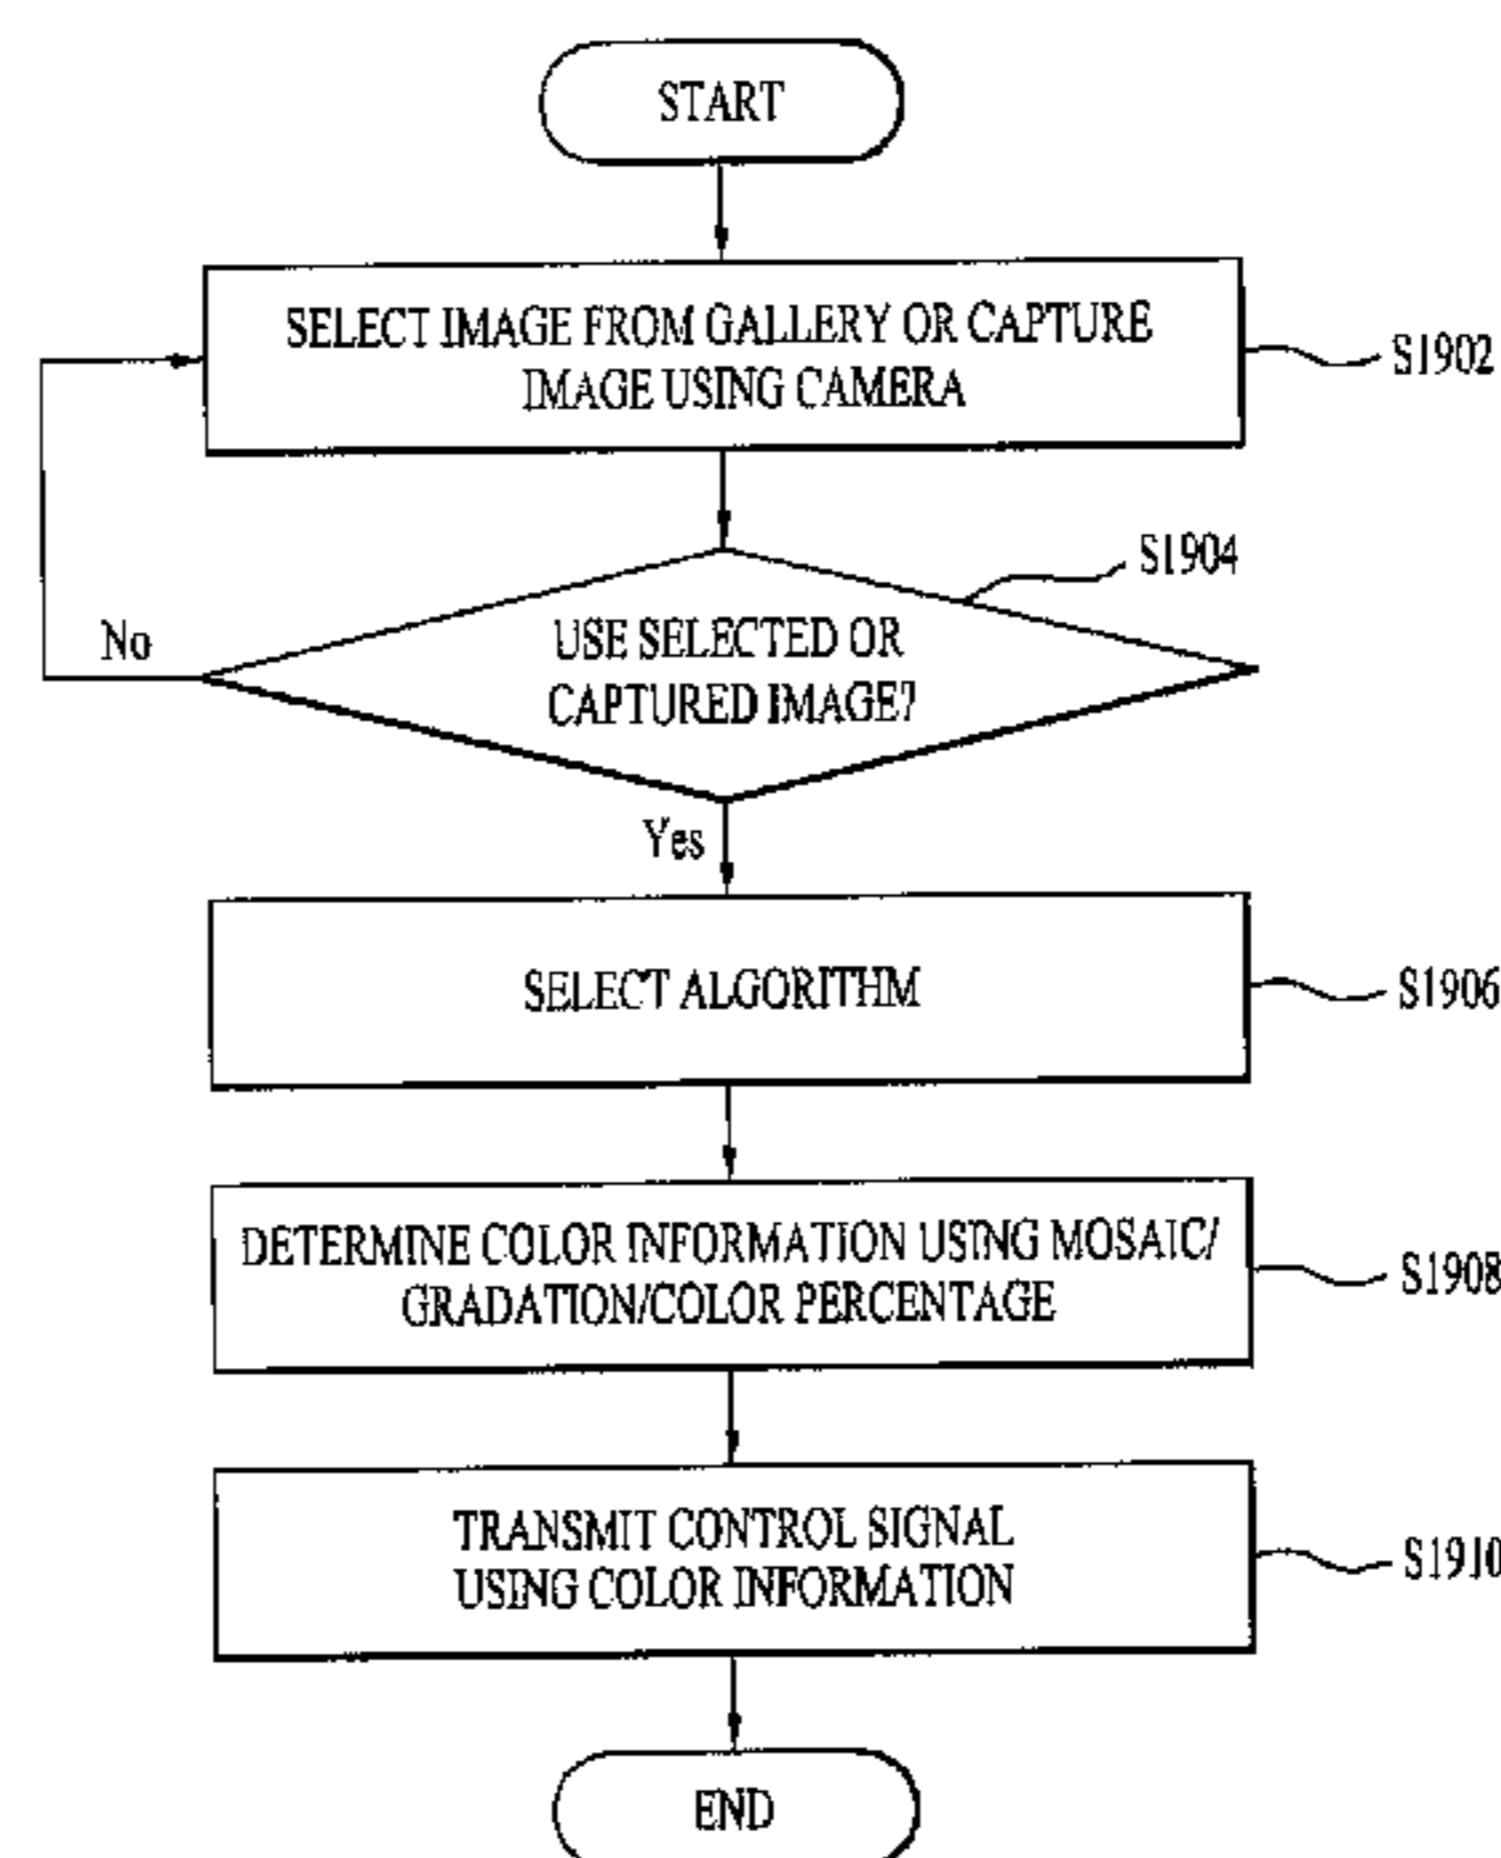 START
SELECT IMAGE FROM GALLERY OR CAPTURE
IMAGE USING CAMERA
S1902
S1904
USE SELECTED OR
CAPTURED IMAGE?
No
Yes
SELECT ALGORITHM
S1906
DETERMINE COLOR INFORMATION USING MOSAIC/
GRADATION/COLOR PERCENTAGE
S1908
TRANSMIT CONTROL SIGNAL
USING COLOR INFORMATION
S1910
END